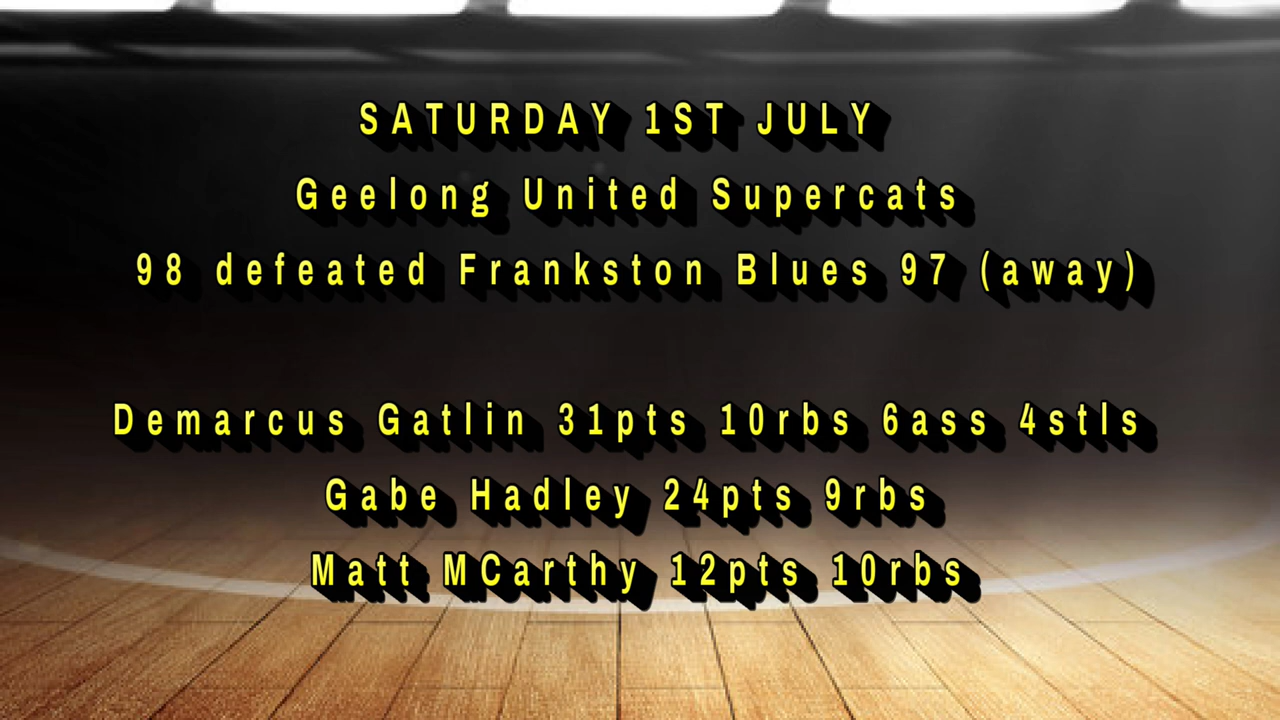 SATURDAY 1ST JULY
Geelong United Supercats
98 defeated Frankston Blues 97 (away)
Demarcus Gatlin 31pts 10rbs 6ass 4stls
Gabe Hadley 24pts 9rbs
Matt MCarthy 12pts 10rbs